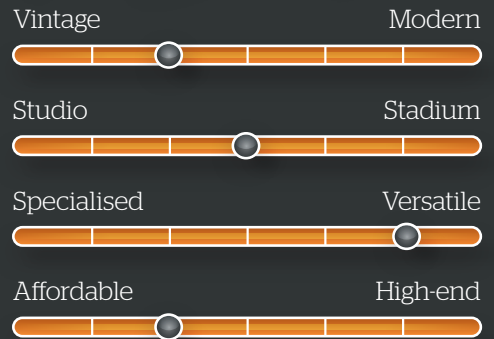 Vintage Modern
Studio Stadium
Specialised Versatile
Affordable High-end